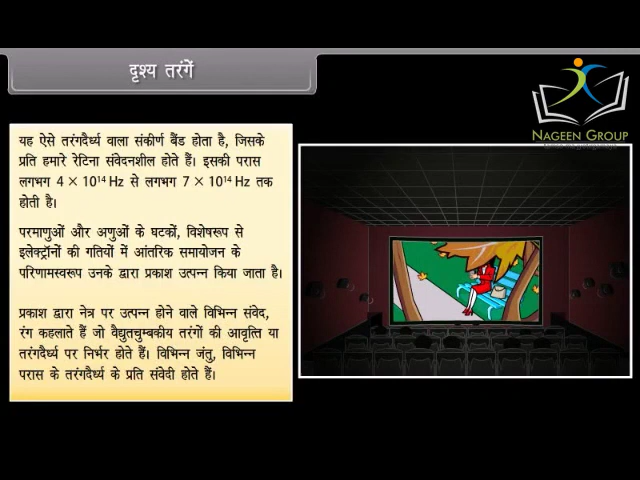 दृश्य तरंगें
NAGEEN GROUP
यह ऐसे तरंगदैर्ध्य वाला संकीर्ण बैंड होता है, जिसके
प्रति हमारे रेटिना संवेदनशील होते हैं। इसकी परास
लगभग 4 × 10¹⁴ Hz से लगभग 7 × 10¹⁴ Hz तक
होती है।
परमाणुओं और अणुओं के घटकों, विशेषरूप से
इलेक्ट्रॉनों की गतियों में आंतरिक समायोजन के
परिणामस्वरूप उनके द्वारा प्रकाश उत्पन्न किया जाता है।
प्रकाश द्वारा नेत्र पर उत्पन्न होने वाले विभिन्न संवेद,
रंग कहलाते हैं जो वैद्युतचुम्बकीय तरंगों की आवृत्ति या
तरंगदैर्ध्य पर निर्भर होते हैं। विभिन्न जंतु, विभिन्न
परास के तरंगदैर्ध्य के प्रति संवेदी होते हैं।